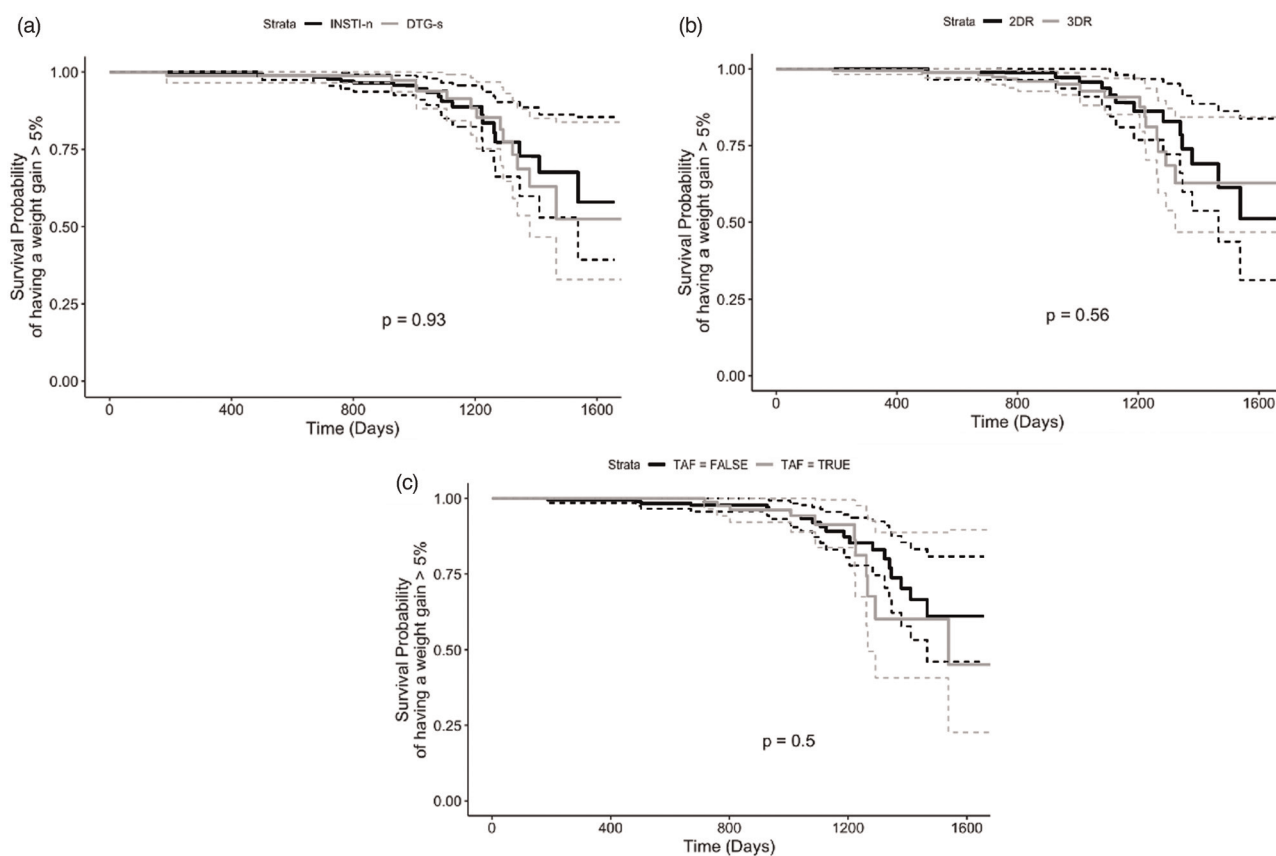 (a)
Strata INSTI-n DTG-s
Survival Probability
of having a weight gain > 5%
1.00
0.75
0.50
0.25
0.00
p = 0.93
0 400 800 1200 1600
Time (Days)
(b)
Strata 2DR 3DR
Survival Probability
of having a weight gain > 5%
1.00
0.75
0.50
0.25
0.00
p = 0.56
0 400 800 1200 1600
Time (Days)
(c)
Strata TAF = FALSE TAF = TRUE
Survival Probability
of having a weight gain > 5%
1.00
0.75
0.50
0.25
0.00
p = 0.5
0 400 800 1200 1600
Time (Days)